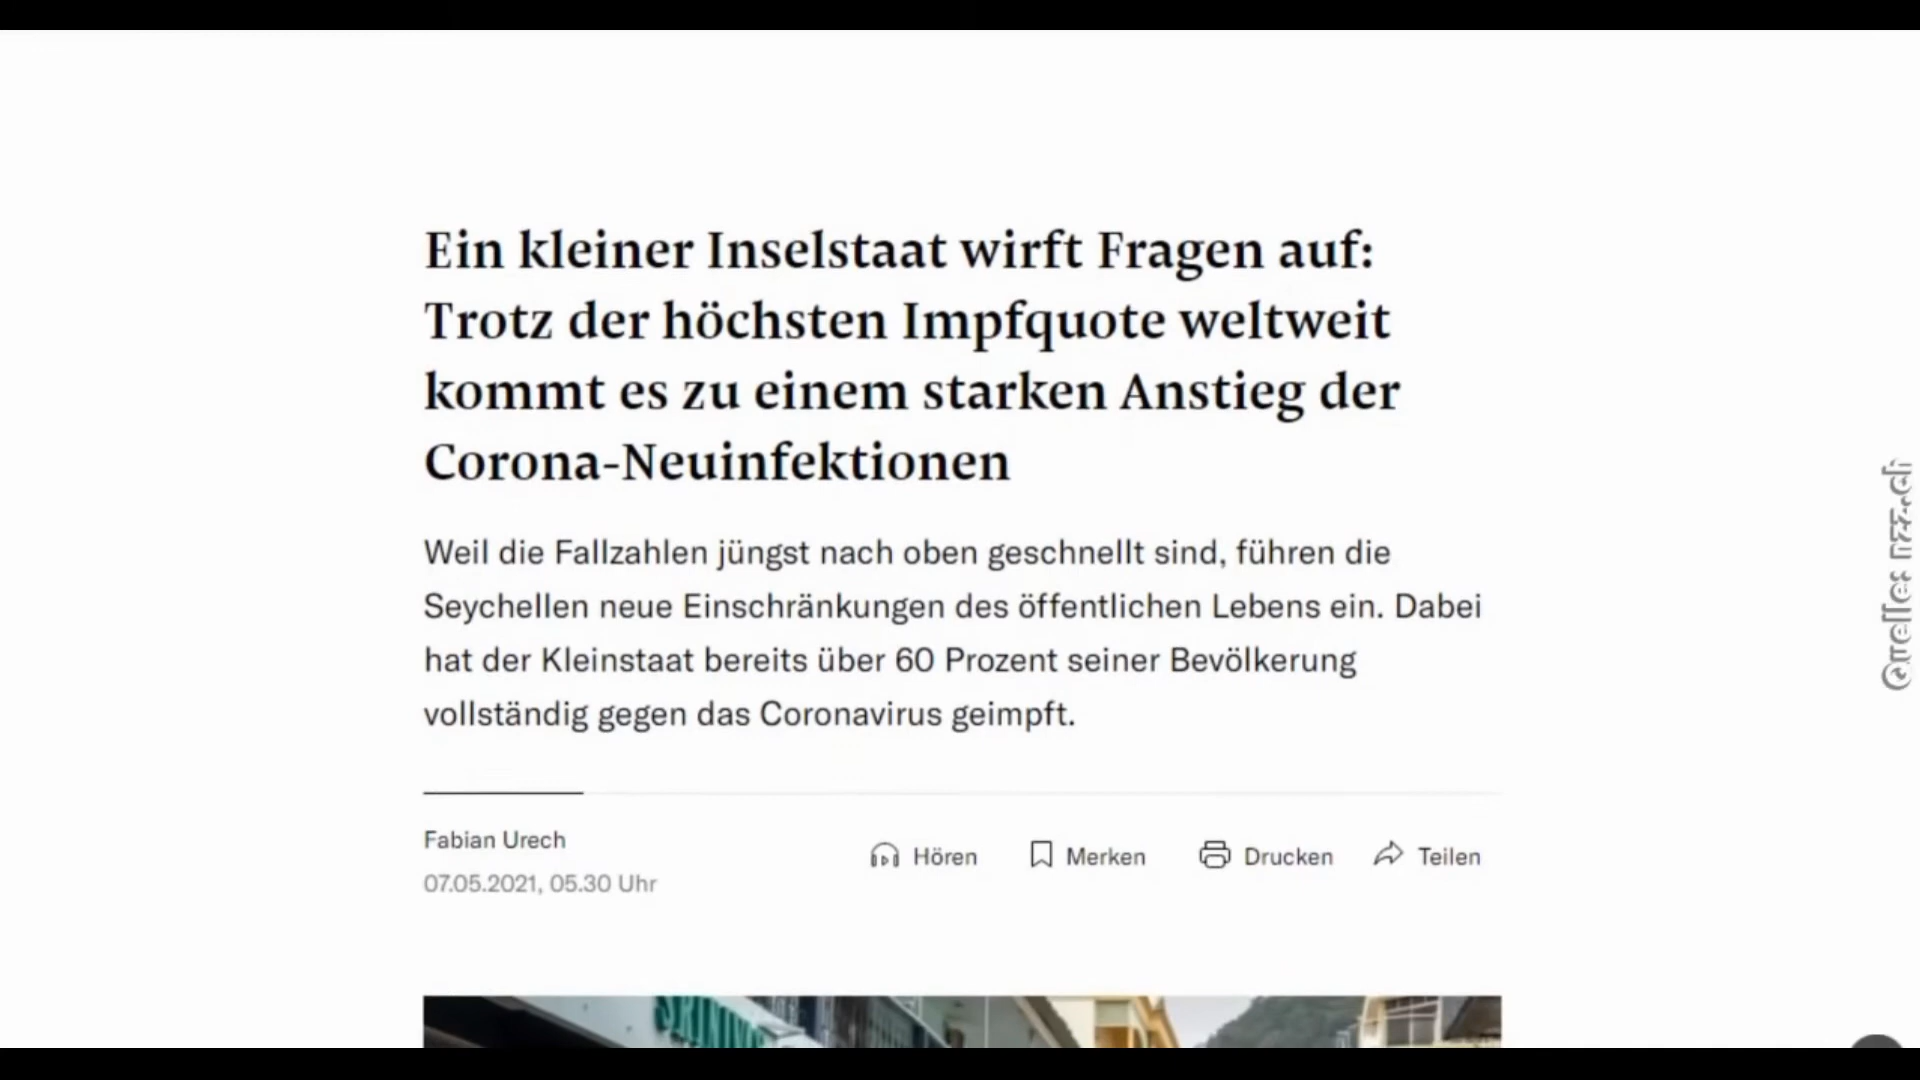 Ein kleiner Inselstaat wirft Fragen auf:
Trotz der höchsten Impfquote weltweit
kommt es zu einem starken Anstieg der
Corona-Neuinfektionen
Weil die Fallzahlen jüngst nach oben geschnellt sind, führen die
Seychellen neue Einschränkungen des öffentlichen Lebens ein. Dabei
hat der Kleinstaat bereits über 60 Prozent seiner Bevölkerung
vollständig gegen das Coronavirus geimpft.
Fabian Urech
07.05.2021, 05.30 Uhr
Hören
Merken
Drucken
Teilen
Quelle: nzz.ch